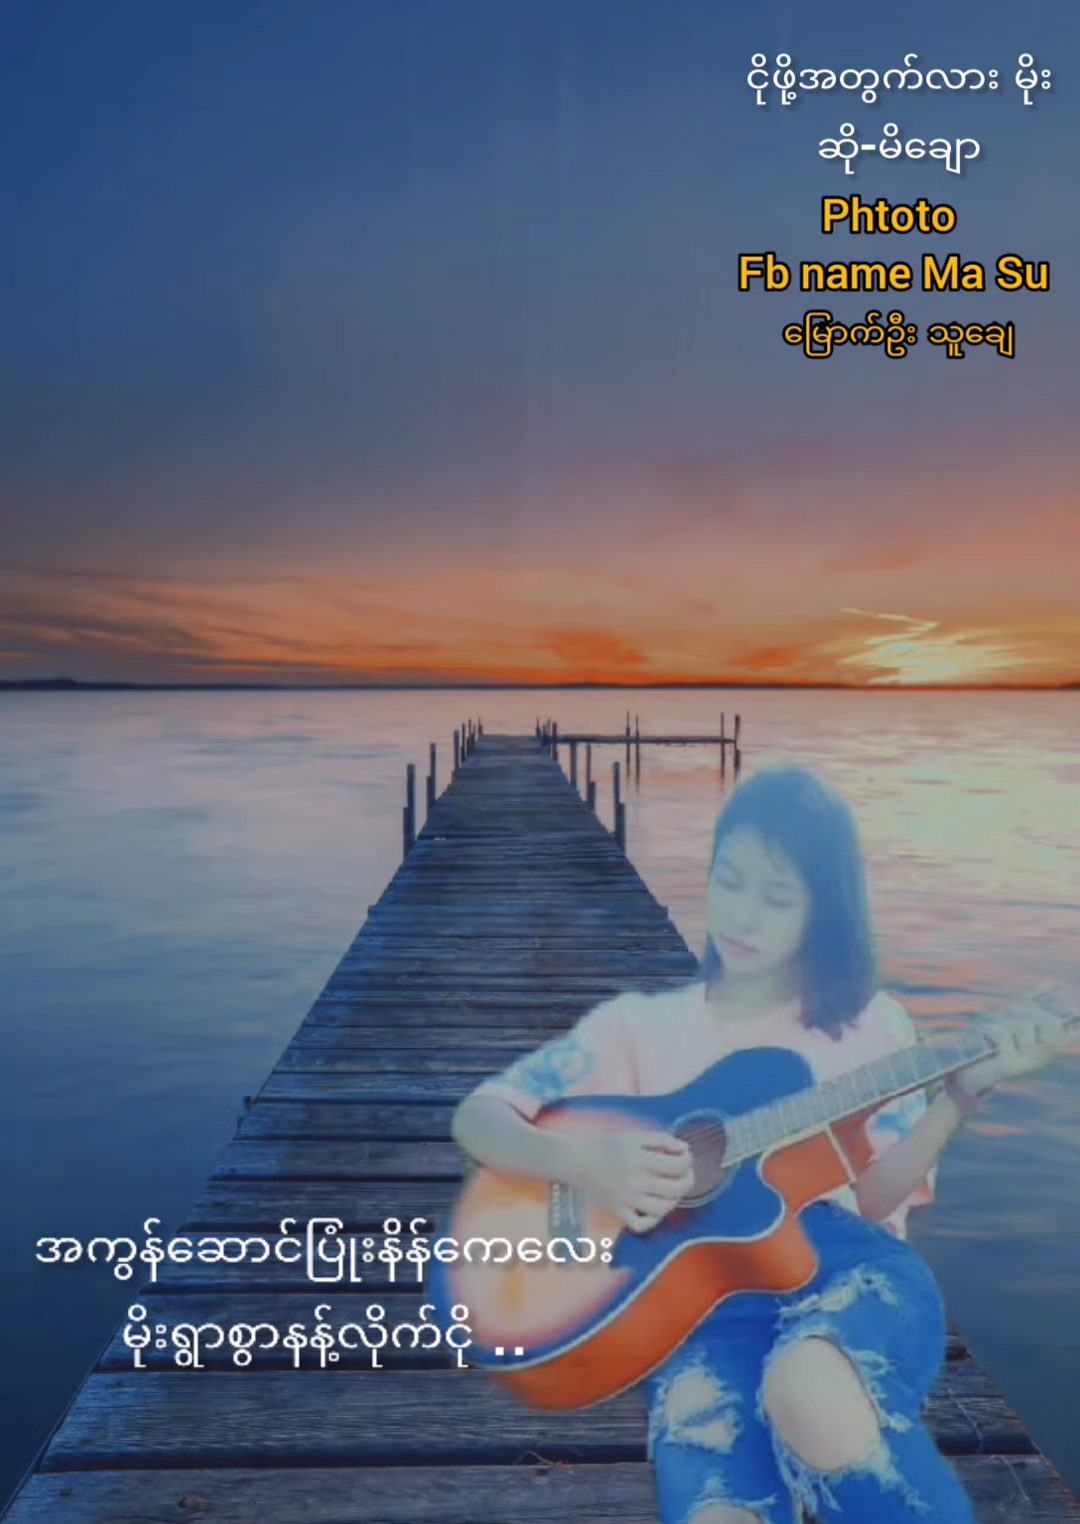 ငိုဖို့အတွက်လား မိုး
ဆို-မိချော
Phtoto
Fb name Ma Su
မြောက်ဦး သူချေ
အကွန်ဆောင်ပြုံးနိန်ကေလေး
မိုးရွာစွာနန့်လိုက်ငို ..